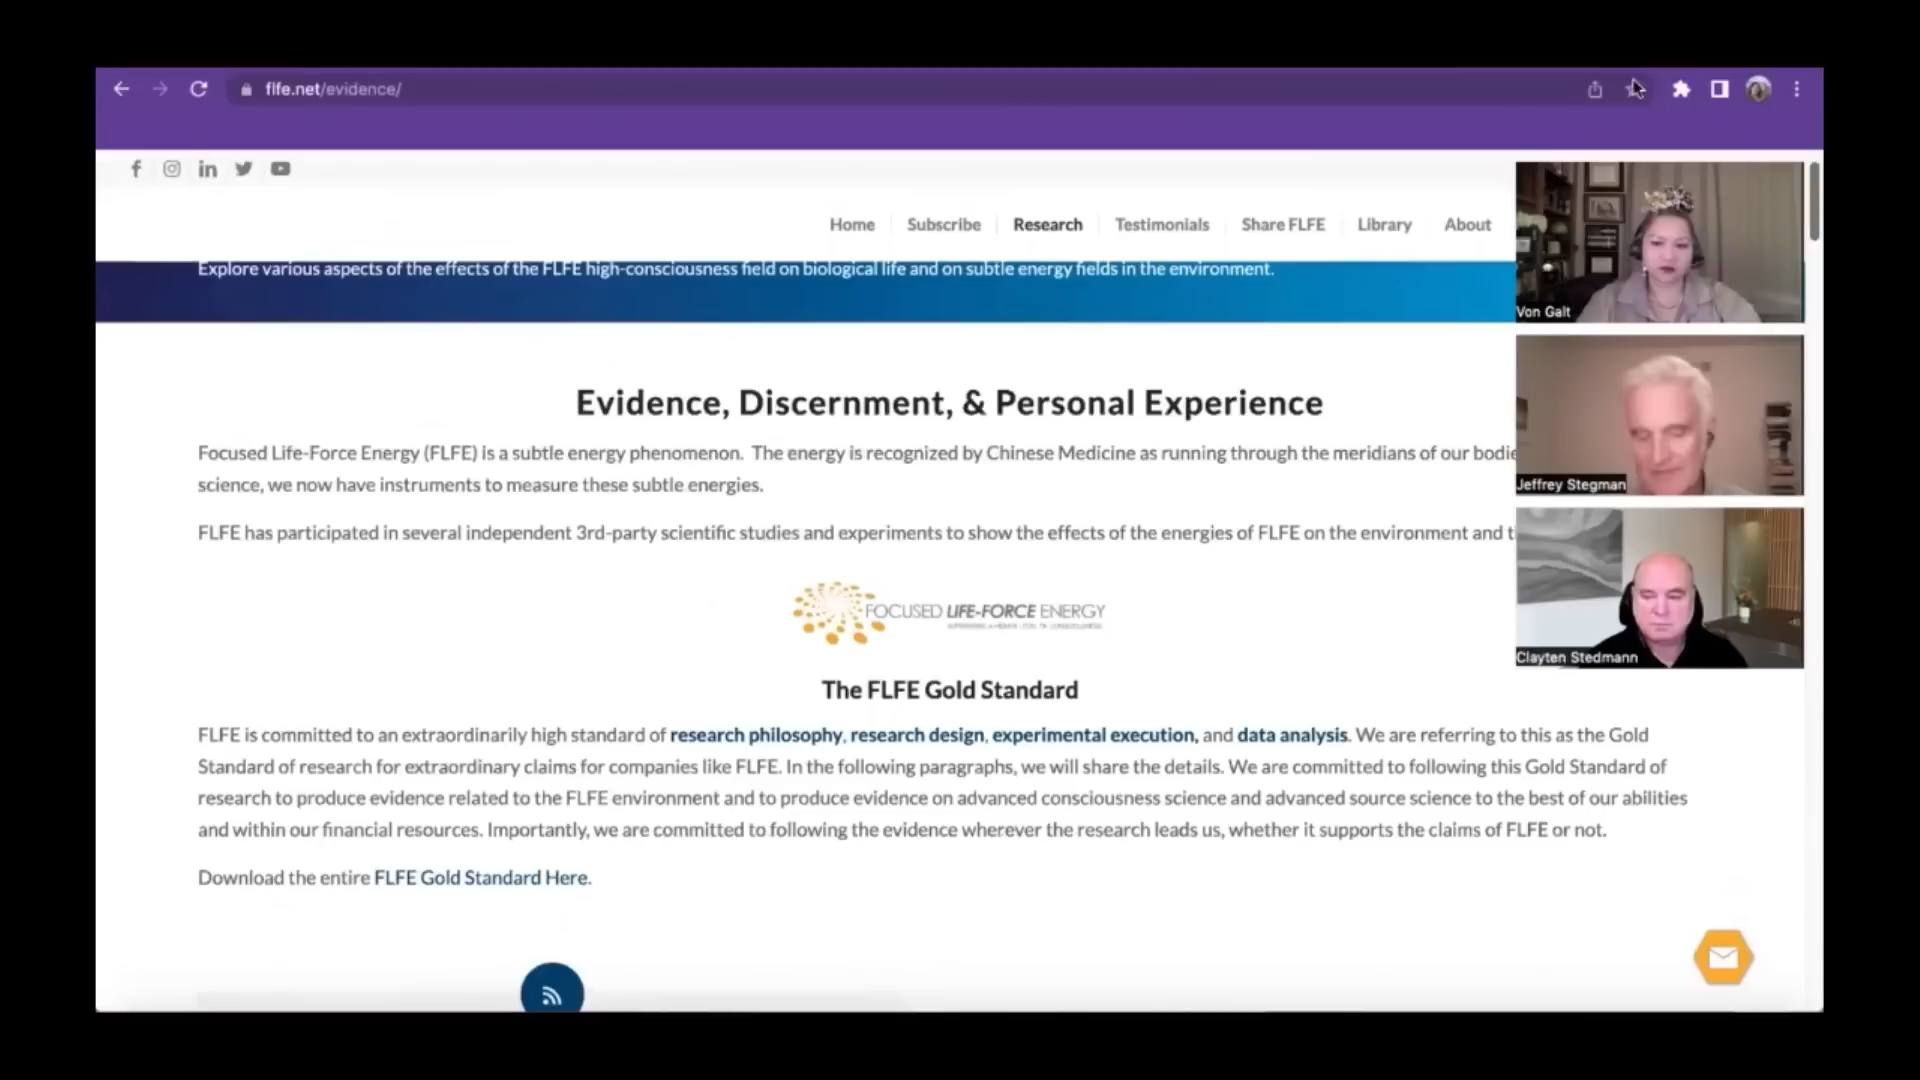 flfe.net/evidence/
Home Subscribe Research Testimonials Share FLFE Library About
Explore various aspects of the effects of the FLFE high-consciousness field on biological life and on subtle energy fields in the environment.
Von Galt
Evidence, Discernment, & Personal Experience
Focused Life-Force Energy (FLFE) is a subtle energy phenomenon. The energy is recognized by Chinese Medicine as running through the meridians of our
science, we now have instruments to measure these subtle energies.
Jeffrey Stegman
FLFE has participated in several independent 3rd-party scientific studies and experiments to show the effects of the energies of FLFE on the environment and
FOCUSED LIFE-FORCE ENERGY
Clayten Stedmann
The FLFE Gold Standard
FLFE is committed to an extraordinarily high standard of research philosophy, research design, experimental execution, and data analysis. We are referring to this as the Gold
Standard of research for extraordinary claims for companies like FLFE. In the following paragraphs, we will share the details. We are committed to following this Gold Standard of
research to produce evidence related to the FLFE environment and to produce evidence on advanced consciousness science and advanced source science to the best of our abilities
and within our financial resources. Importantly, we are committed to following the evidence wherever the research leads us, whether it supports the claims of FLFE or not.
Download the entire FLFE Gold Standard Here.